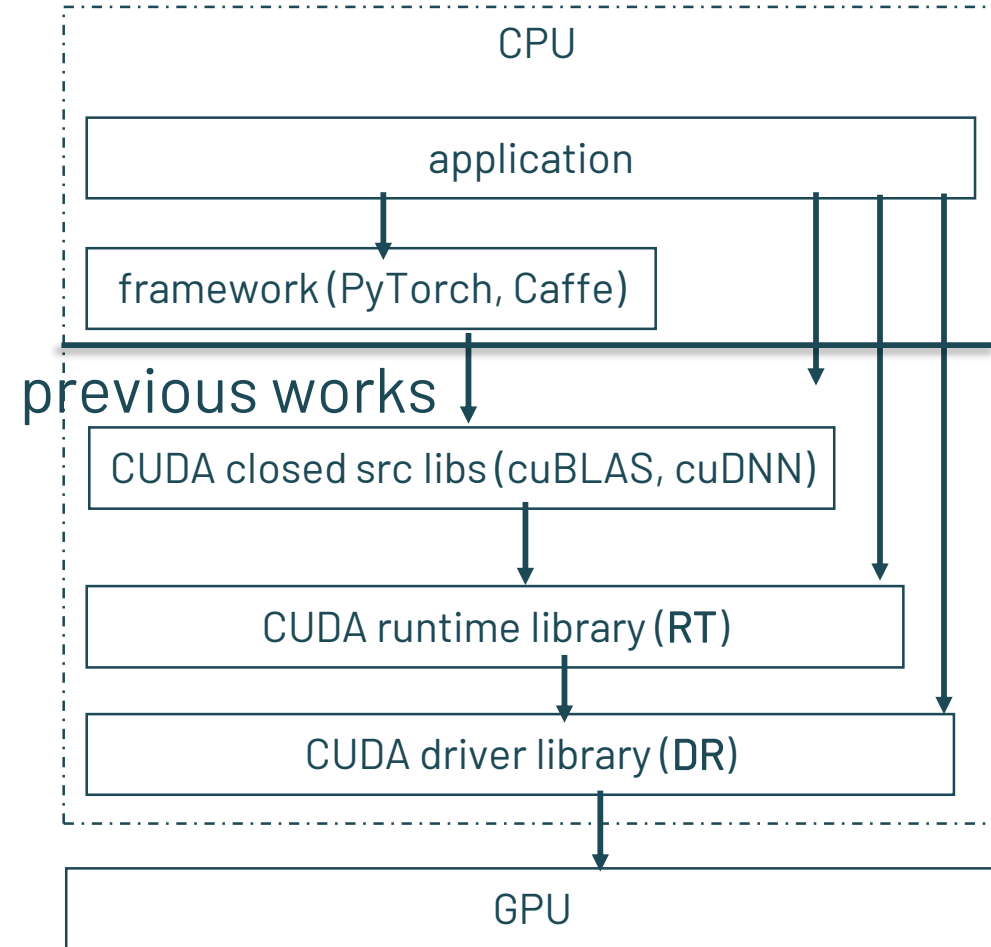 CPU
application
framework (PyTorch, Caffe)
previous works
CUDA closed src libs (cuBLAS, cuDNN)
CUDA runtime library (RT)
CUDA driver library (DR)
GPU